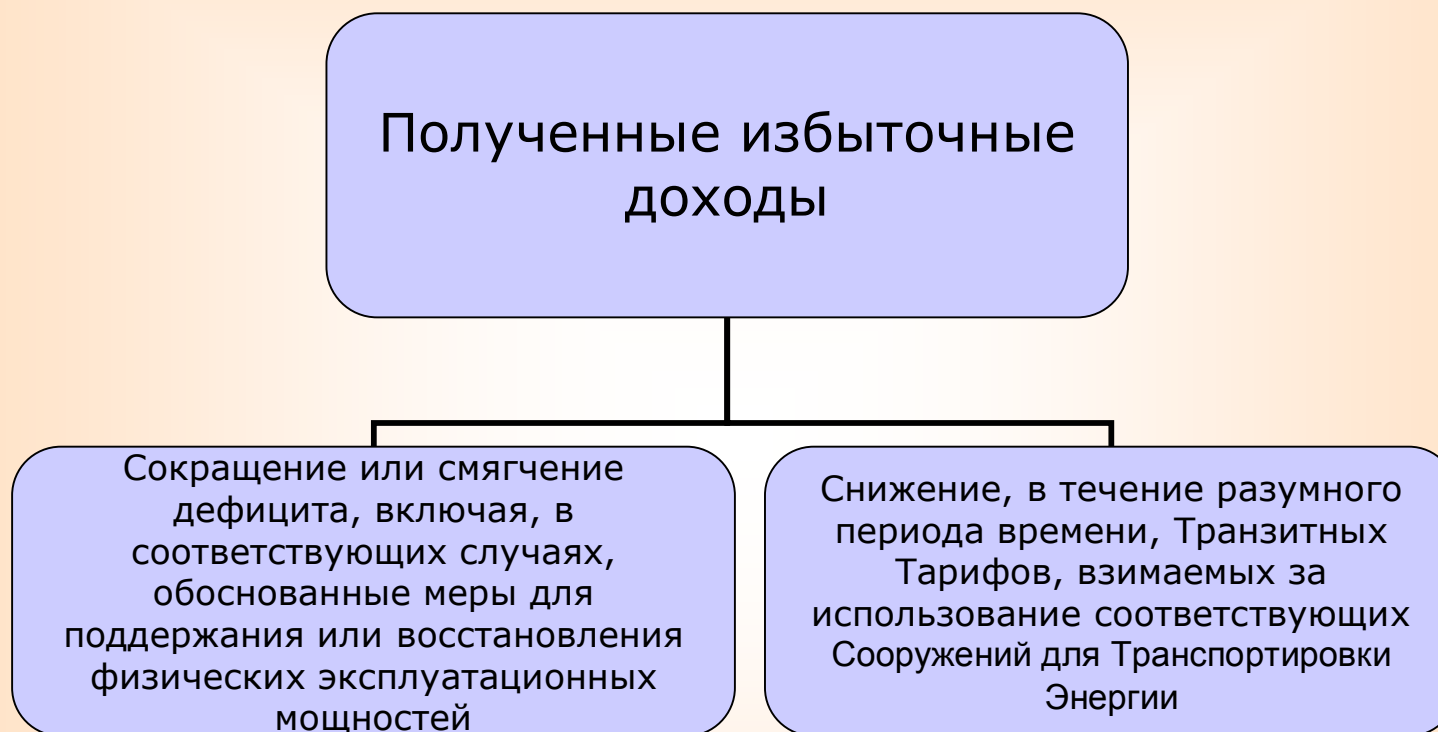 Полученные избыточные
доходы
Сокращение или смягчение
дефицита, включая, в
соответствующих случаях,
обоснованные меры для
поддержания или восстановления
физических эксплуатационных
мощностей
Снижение, в течение разумного
периода времени, Транзитных
Тарифов, взимаемых за
использование соответствующих
Сооружений для Транспортировки
Энергии